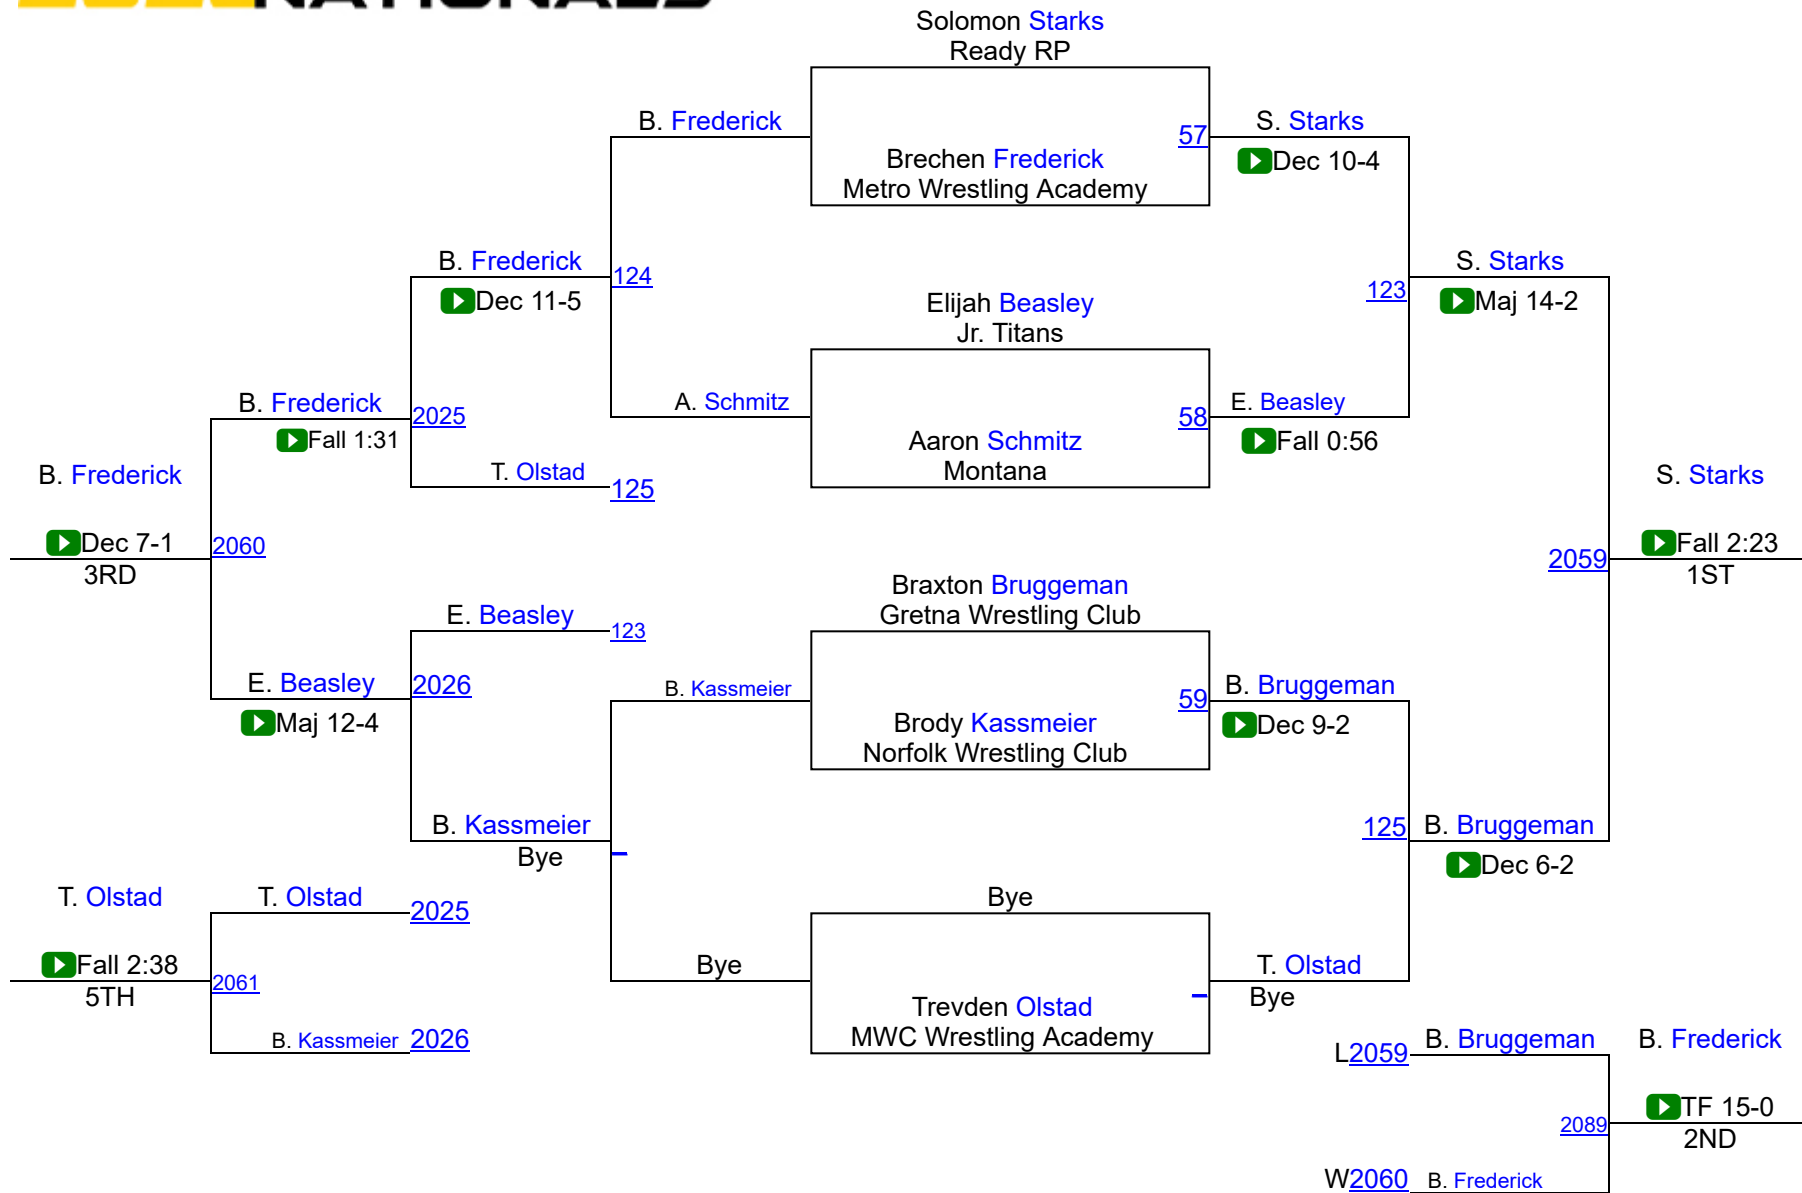 2020 NATIONALS
Solomon Starks
Ready RP
B. Frederick
57
S. Starks
Brechen Frederick
Dec 10-4
Metro Wrestling Academy
B. Frederick
124
S. Starks
Dec 11-5
Elijah Beasley
123
Maj 14-2
Jr. Titans
B. Frederick
2025
A. Schmitz
58
E. Beasley
Fall 1:31
Aaron Schmitz
Fall 0:56
B. Frederick
T. Olstad
125
Montana
S. Starks
Dec 7-1
2060
2059
Fall 2:23
3RD
1ST
Braxton Bruggeman
E. Beasley
123
Gretna Wrestling Club
E. Beasley
2026
B. Kassmeier
59
B. Bruggeman
Maj 12-4
Brody Kassmeier
Dec 9-2
Norfolk Wrestling Club
B. Kassmeier
125
B. Bruggeman
Bye
Dec 6-2
T. Olstad
T. Olstad
2025
Bye
Fall 2:38
2061
Bye
T. Olstad
5TH
Bye
Trevden Olstad
B. Kassmeier
2026
MWC Wrestling Academy
L2059
B. Bruggeman
B. Frederick
TF 15-0
2089
2ND
W2060
B. Frederick